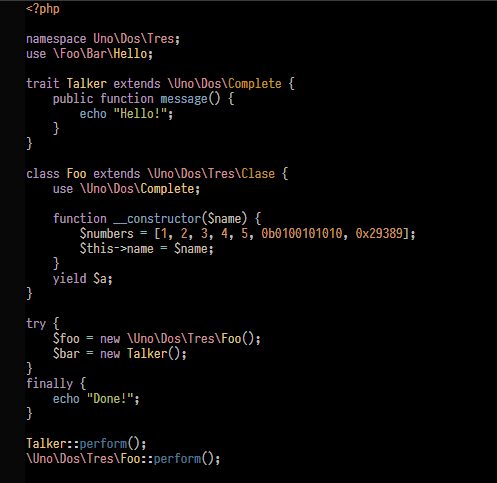 <?php
namespace Uno\Dos\Tres;
use \Foo\Bar\Hello;
trait Talker extends \Uno\Dos\Complete {
    public function message() {
        echo "Hello!";
    }
}
class Foo extends \Uno\Dos\Tres\Clase {
    use \Uno\Dos\Complete;
    function __constructor($name) {
        $numbers = [1, 2, 3, 4, 5, 0b0100101010, 0x29389];
        $this->name = $name;
    }
    yield $a;
}
try {
    $foo = new \Uno\Dos\Tres\Foo();
    $bar = new Talker();
}
finally {
    echo "Done!";
}
Talker::perform();
\Uno\Dos\Tres\Foo::perform();